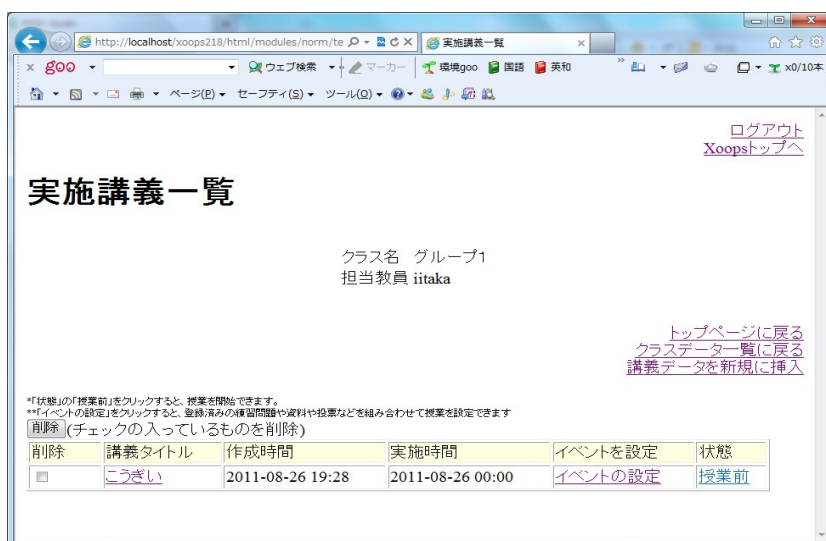 http://localhost/xoops218/html/modules/norm/te
実施講義一覧
goo
ウェブ検索
マーカー
環境goo
国語
英和
x0/10本
ページ(P)
セーフティ(S)
ツール(O)
ログアウト
Xoopsトップへ
実施講義一覧
クラス名 グループ1
担当教員 iitaka
トップページに戻る
クラスデータ一覧に戻る
講義データを新規に挿入
*「状態」の「授業前」をクリックすると、授業を開始できます。
**「イベントの設定」をクリックすると、登録済みの練習問題や資料や投票などを組み合わせて授業を設定できます
削除 (チェックの入っているものを削除)
削除 講義タイトル 作成時間 実施時間 イベントを設定 状態
こうぎい 2011-08-26 19:28 2011-08-26 00:00 イベントの設定 授業前